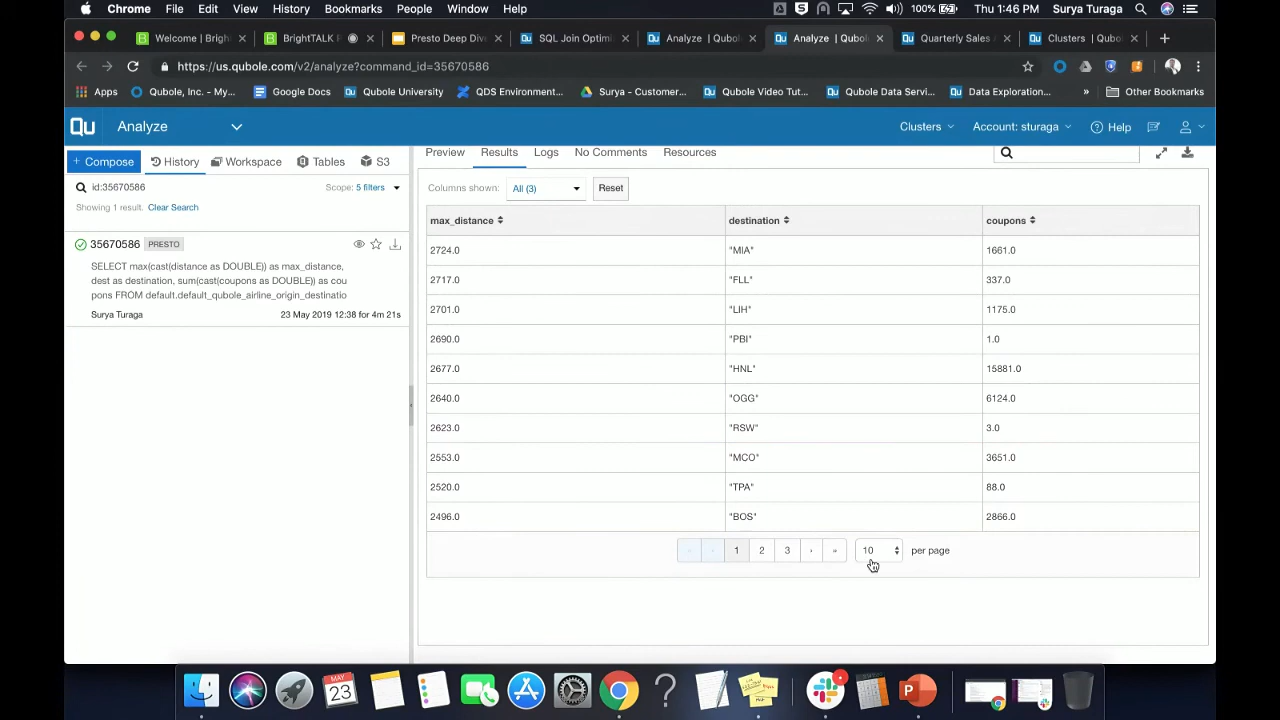 Chrome File Edit View History Bookmarks People Window Help 100% Thu 1:46 PM Surya Turaga
Welcome | Brigh BrightTALK Presto Deep Div SQL Join Optimi Analyze | Qubo Analyze | Qubol Quarterly Sales Clusters | Qubol
https://us.qubole.com/v2/analyze?command_id=35670586
Apps Qubole, Inc. - My... Google Docs Qubole University QDS Environment... Surya - Customer... Qubole Video Tut... Qubole Data Servi... Data Exploration... » Other Bookmarks
Qu Analyze Clusters Account: sturaga Help
+ Compose History Workspace Tables S3
Preview Results Logs No Comments Resources
id:35670586 Scope: 5 filters
Showing 1 result. Clear Search
35670586 PRESTO
SELECT max(cast(distance as DOUBLE)) as max_distance,
dest as destination, sum(cast(coupons as DOUBLE)) as cou
pons FROM default.default_qubole_airline_origin_destinatio
Surya Turaga 23 May 2019 12:38 for 4m 21s
Columns shown: All (3) Reset
max_distance destination coupons
2724.0 "MIA" 1661.0
2717.0 "FLL" 337.0
2701.0 "LIH" 1175.0
2690.0 "PBI" 1.0
2677.0 "HNL" 15881.0
2640.0 "OGG" 6124.0
2623.0 "RSW" 3.0
2553.0 "MCO" 3651.0
2520.0 "TPA" 88.0
2496.0 "BOS" 2866.0
« ‹ 1 2 3 › » 10 per page
MAY
23